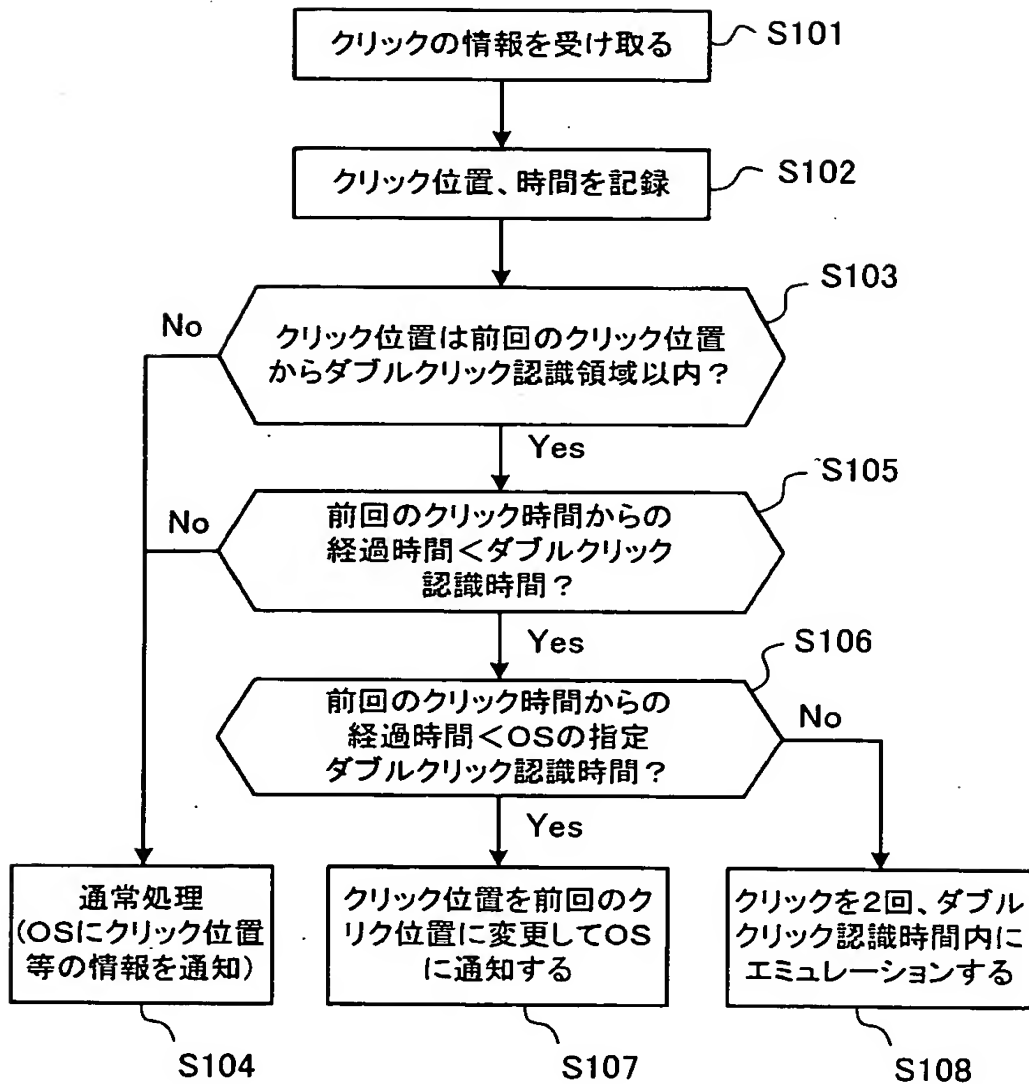 クリックの情報を受け取る
S101
クリック位置、時間を記録
S102
S103
クリック位置は前回のクリック位置
からダブルクリック認識領域以内？
No
Yes
S105
前回のクリック時間からの
経過時間＜ダブルクリック
認識時間？
No
Yes
S106
前回のクリック時間からの
経過時間＜OSの指定
ダブルクリック認識時間？
No
Yes
通常処理
(OSにクリック位置
等の情報を通知)
S104
クリック位置を前回のク
リク位置に変更してOS
に通知する
S107
クリックを2回、ダブル
クリック認識時間内に
エミュレーションする
S108